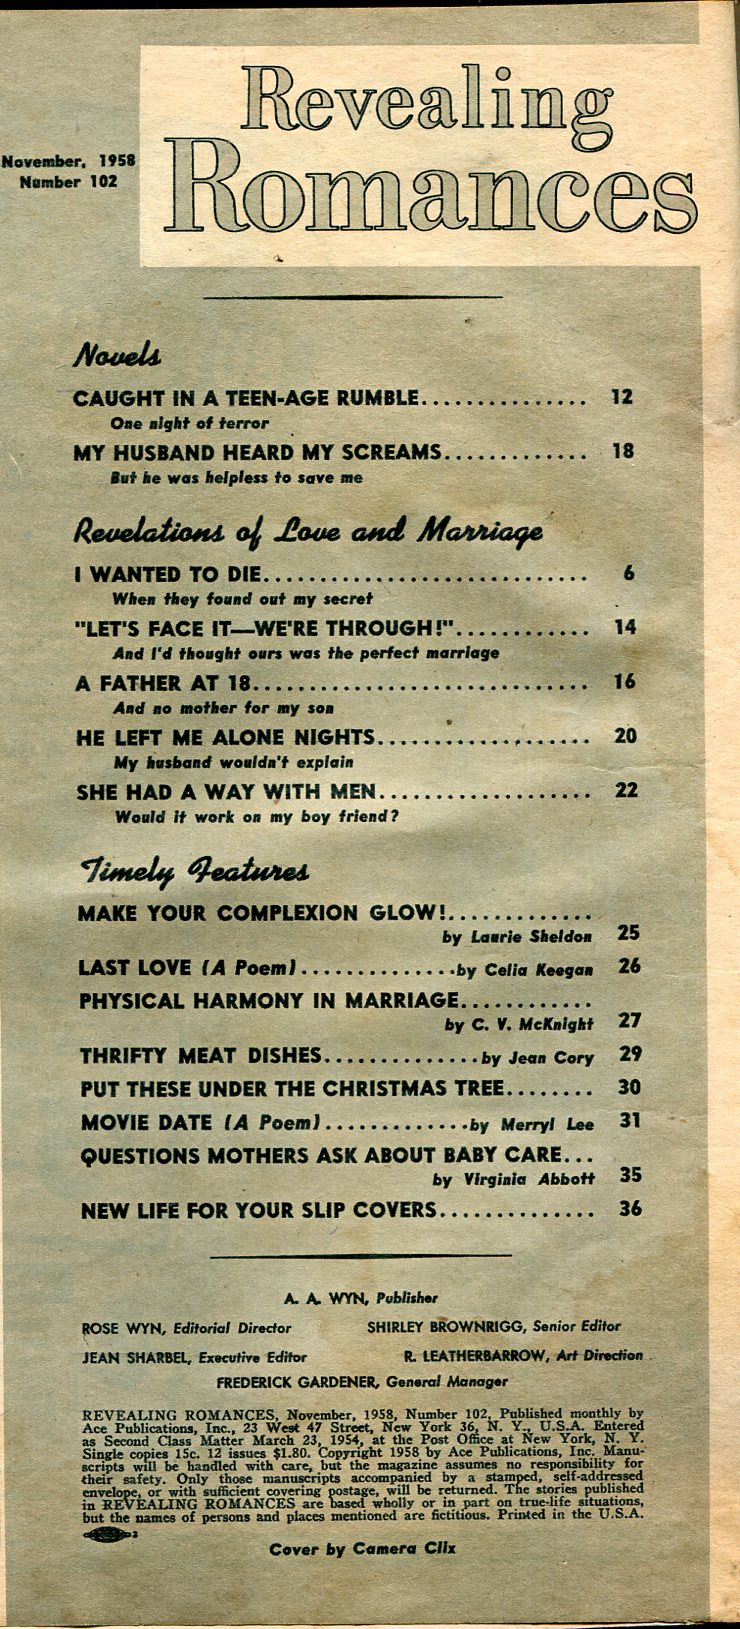 November, 1958
Number 102
Revealing
Romances
Novels
CAUGHT IN A TEEN-AGE RUMBLE............... 12
One night of terror
MY HUSBAND HEARD MY SCREAMS............. 18
But he was helpless to save me
Revelations of Love and Marriage
I WANTED TO DIE.............................. 6
When they found out my secret
"LET'S FACE IT—WE'RE THROUGH!"............ 14
And I'd thought ours was the perfect marriage
A FATHER AT 18............................... 16
And no mother for my son
HE LEFT ME ALONE NIGHTS.................... 20
My husband wouldn't explain
SHE HAD A WAY WITH MEN.................... 22
Would it work on my boy friend?
Timely Features
MAKE YOUR COMPLEXION GLOW!.............
by Laurie Sheldon 25
LAST LOVE (A Poem)..............by Celia Keegan 26
PHYSICAL HARMONY IN MARRIAGE............
by C. V. McKnight 27
THRIFTY MEAT DISHES..............by Jean Cory 29
PUT THESE UNDER THE CHRISTMAS TREE........ 30
MOVIE DATE (A Poem).............by Merryl Lee 31
QUESTIONS MOTHERS ASK ABOUT BABY CARE...
by Virginia Abbott 35
NEW LIFE FOR YOUR SLIP COVERS.............. 36
A. A. WYN, Publisher
ROSE WYN, Editorial Director SHIRLEY BROWNRIGG, Senior Editor
JEAN SHARBEL, Executive Editor R. LEATHERBARROW, Art Direction
FREDERICK GARDENER, General Manager
REVEALING ROMANCES, November, 1958, Number 102, Published monthly by
Ace Publications, Inc., 23 West 47 Street, New York 36, N. Y., U.S.A. Entered
as Second Class Matter March 23, 1954, at the Post Office at New York, N. Y.
Single copies 15c. 12 issues $1.80. Copyright 1958 by Ace Publications, Inc. Manu-
scripts will be handled with care, but the magazine assumes no responsibility for
their safety. Only those manuscripts accompanied by a stamped, self-addressed
envelope, or with sufficient covering postage, will be returned. The stories published
in REVEALING ROMANCES are based wholly or in part on true-life situations,
but the names of persons and places mentioned are fictitious. Printed in the U.S.A.
3
Cover by Camera Clix